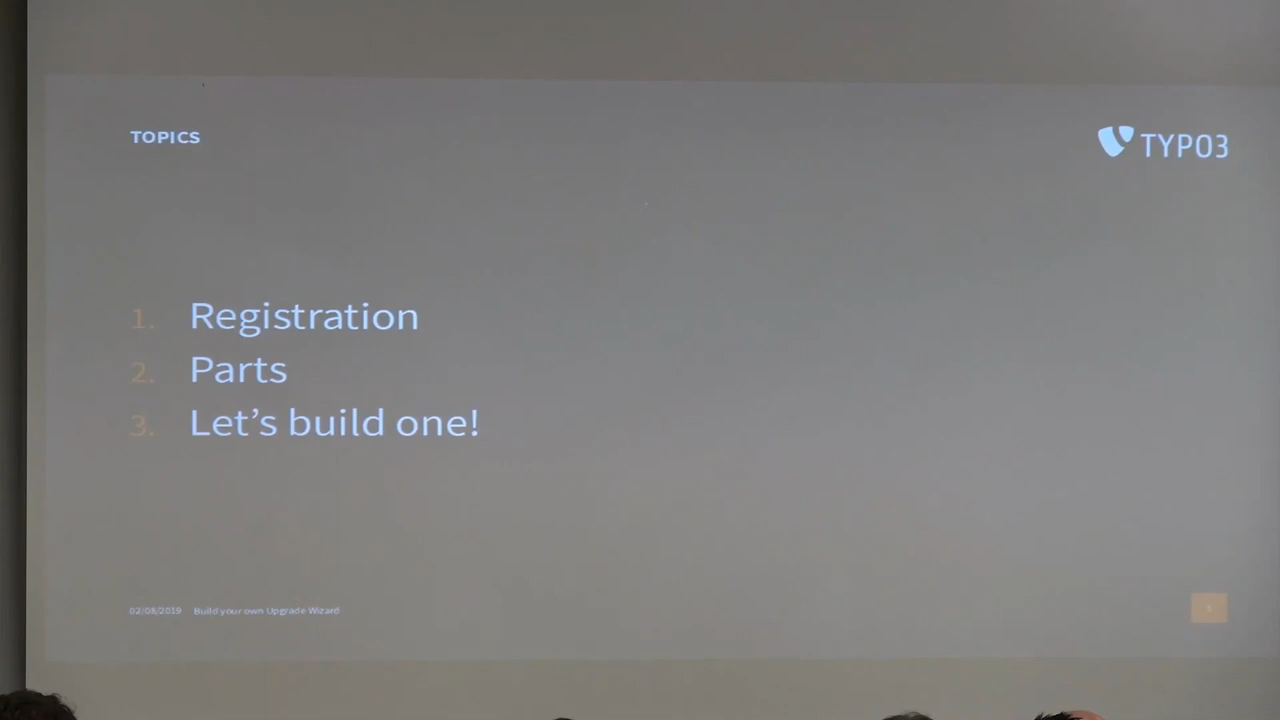 TOPICS
TYPO3
1. Registration
2. Parts
3. Let's build one!
02/08/2019 Build your own Upgrade Wizard